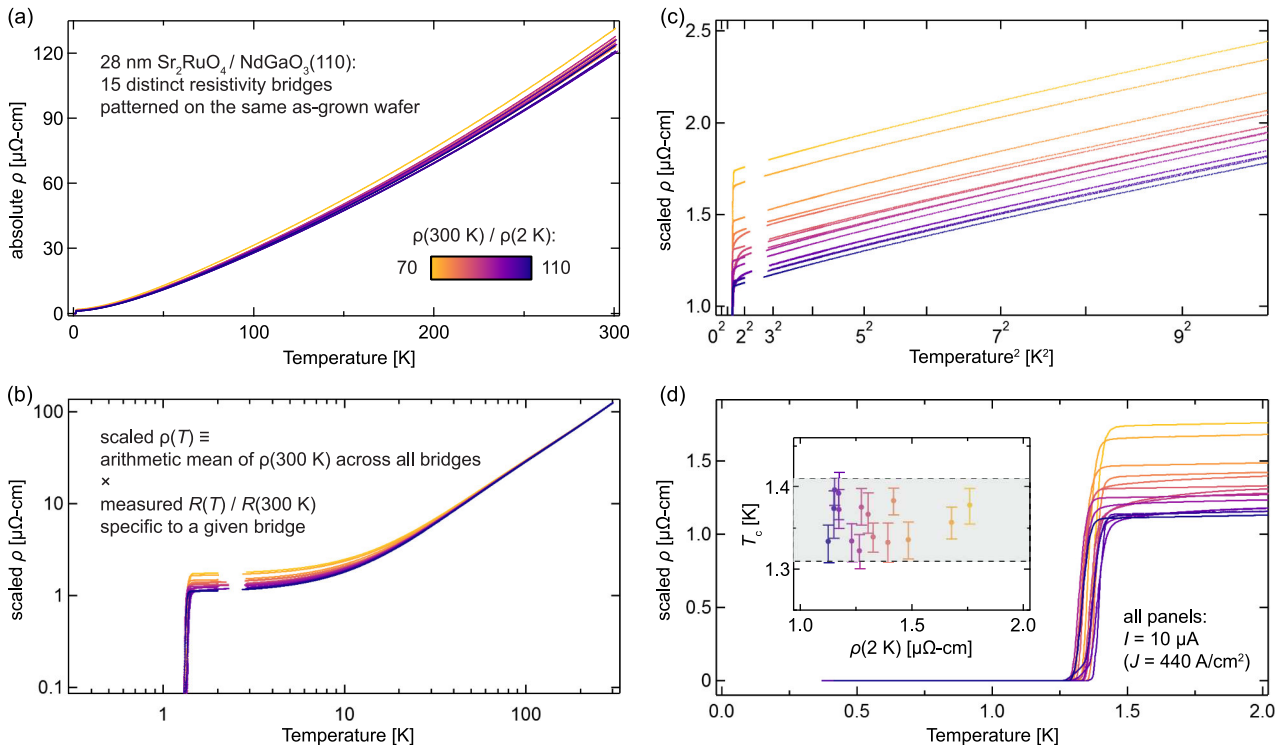 (a)
absolute ρ [μΩ-cm]
120
90
60
30
0
28 nm Sr₂RuO₄ / NdGaO₃(110):
15 distinct resistivity bridges
patterned on the same as-grown wafer
ρ(300 K) / ρ(2 K):
70 110
0 100 200 300
Temperature [K]
(b)
scaled ρ [μΩ-cm]
100
10
1
0.1
scaled ρ(T) ≡
arithmetic mean of ρ(300 K) across all bridges
×
measured R(T) / R(300 K)
specific to a given bridge
1 10 100
Temperature [K]
(c)
scaled ρ [μΩ-cm]
2.5
2.0
1.5
1.0
0² 2² 3² 5² 7² 9²
Temperature² [K²]
(d)
scaled ρ [μΩ-cm]
1.5
1.0
0.5
0
T_c [K]
1.4
1.3
1.0 1.5 2.0
ρ(2 K) [μΩ-cm]
all panels:
I = 10 μA
(J = 440 A/cm²)
0.0 0.5 1.0 1.5 2.0
Temperature [K]